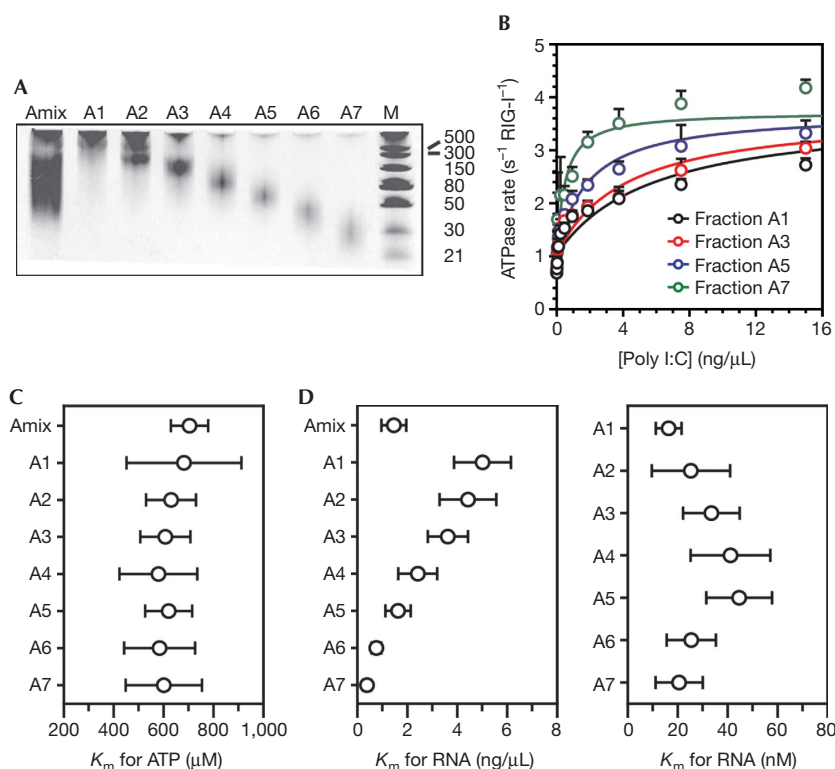 A
Amix A1 A2 A3 A4 A5 A6 A7 M
500
300
150
80
50
30
21
B
ATPase rate (s⁻¹ RIG-I⁻¹)
5
4
3
2
1
0
Fraction A1
Fraction A3
Fraction A5
Fraction A7
0 4 8 12 16
[Poly I:C] (ng/μL)
C
Amix
A1
A2
A3
A4
A5
A6
A7
200 400 600 800 1,000
Km for ATP (μM)
D
Amix
A1
A2
A3
A4
A5
A6
A7
0 2 4 6 8
Km for RNA (ng/μL)
A1
A2
A3
A4
A5
A6
A7
0 20 40 60 80
Km for RNA (nM)